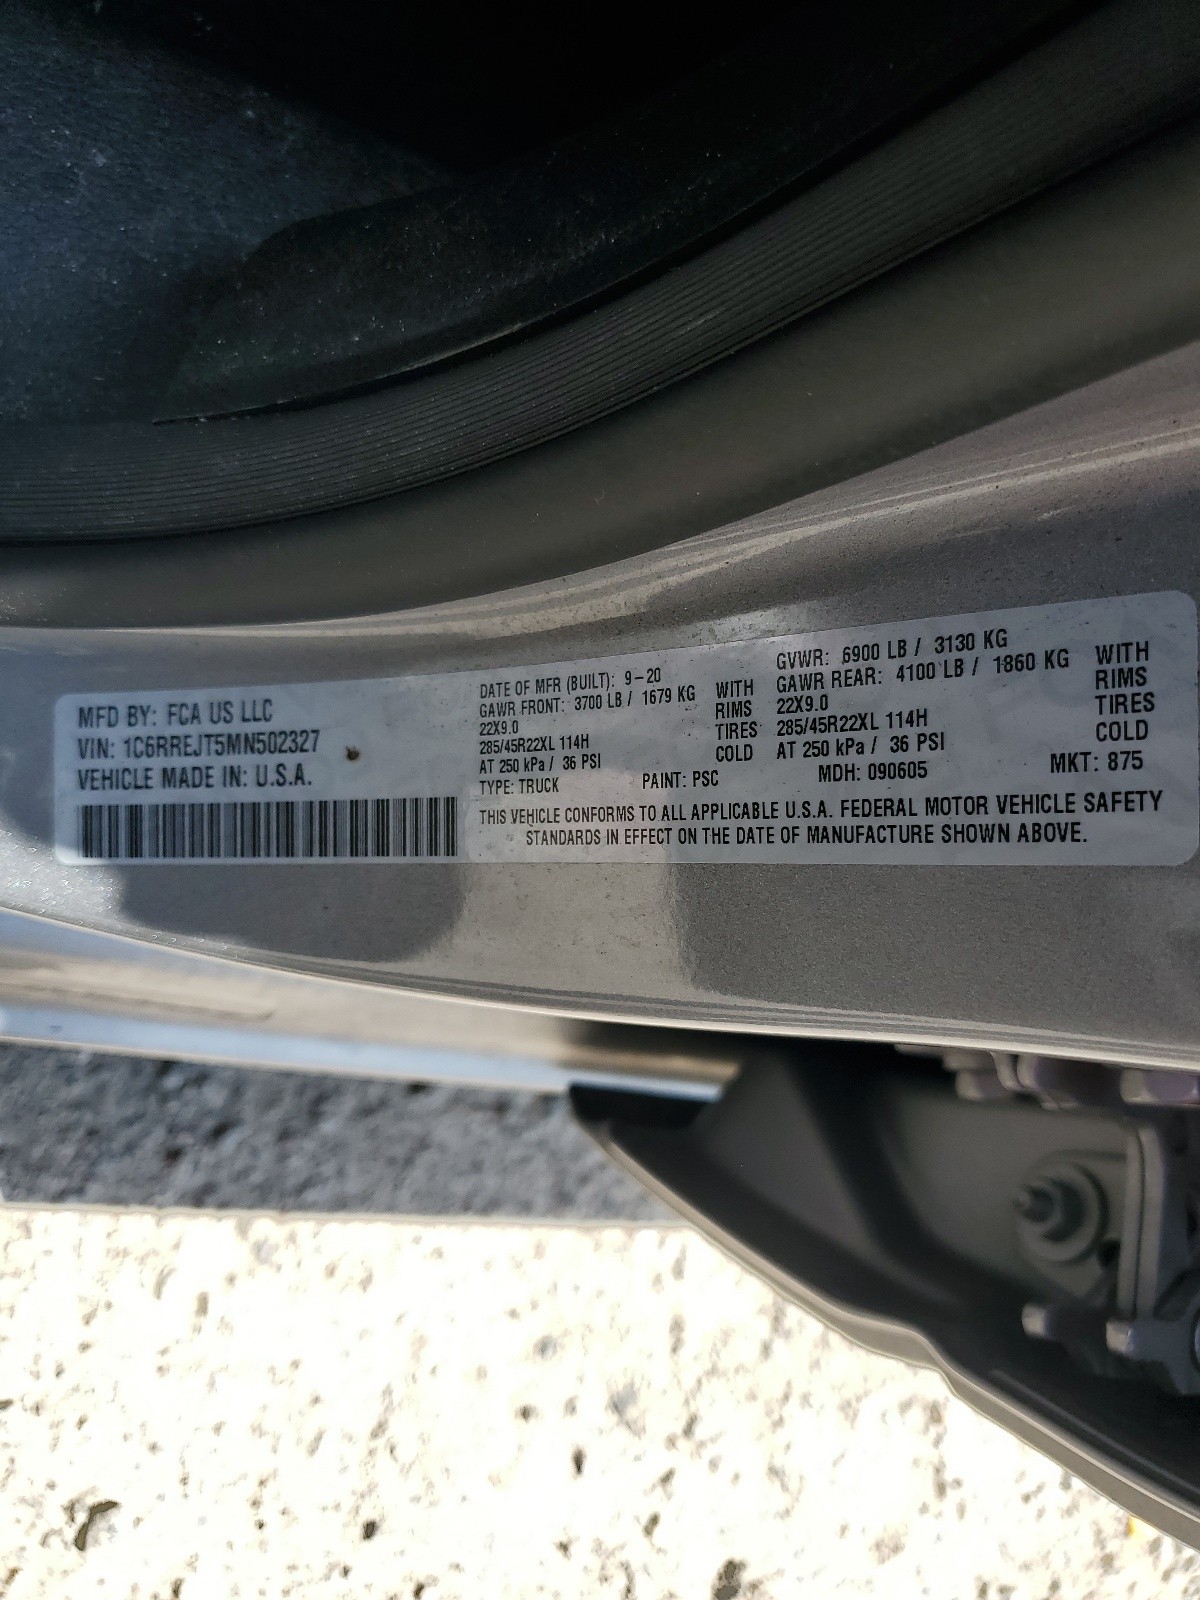 MFD BY: FCA US LLC
VIN: 1C6RREJT5MN502327
VEHICLE MADE IN: U.S.A.
DATE OF MFR (BUILT): 9-20
GAWR FRONT: 3700 LB / 1679 KG WITH
22X9.0 RIMS
285/45R22XL 114H TIRES
AT 250 kPa / 36 PSI COLD
GVWR: 6900 LB / 3130 KG
GAWR REAR: 4100 LB / 1860 KG WITH
22X9.0 RIMS
285/45R22XL 114H TIRES
AT 250 kPa / 36 PSI COLD
TYPE: TRUCK PAINT: PSC MDH: 090605 MKT: 875
THIS VEHICLE CONFORMS TO ALL APPLICABLE U.S.A. FEDERAL MOTOR VEHICLE SAFETY
STANDARDS IN EFFECT ON THE DATE OF MANUFACTURE SHOWN ABOVE.